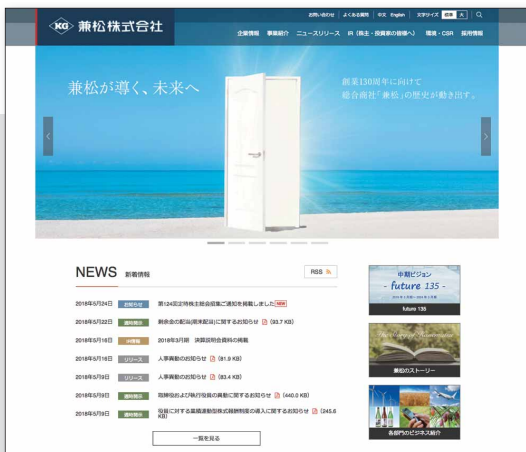 お問い合わせ よくある質問 中文 English 文字サイズ 標準 大
KG 兼松株式会社
企業情報 事業紹介 ニュースリリース IR（株主・投資家の皆様へ） 環境・CSR 採用情報
兼松が導く、未来へ
創業130周年に向けて
総合商社「兼松」の歴史が動き出す。
NEWS 新着情報
RSS
2018年5月24日 お知らせ 第124回定時株主総会招集ご通知を掲載しました NEW
2018年5月22日 適時開示 剰余金の配当(期末配当)に関するお知らせ (93.7 KB)
2018年5月16日 IR情報 2018年3月期 決算説明会資料の掲載
2018年5月16日 リリース 人事異動のお知らせ (81.9 KB)
2018年5月9日 リリース 人事異動のお知らせ (83.4 KB)
2018年5月9日 適時開示 取締役および執行役員の異動に関するお知らせ (440.0 KB)
2018年5月9日 適時開示 役員に対する業績連動型株式報酬制度の導入に関するお知らせ (245.6
KB)
一覧を見る
中期ビジョン
- future 135 -
future 135
兼松のストーリー
各部門のビジネス紹介